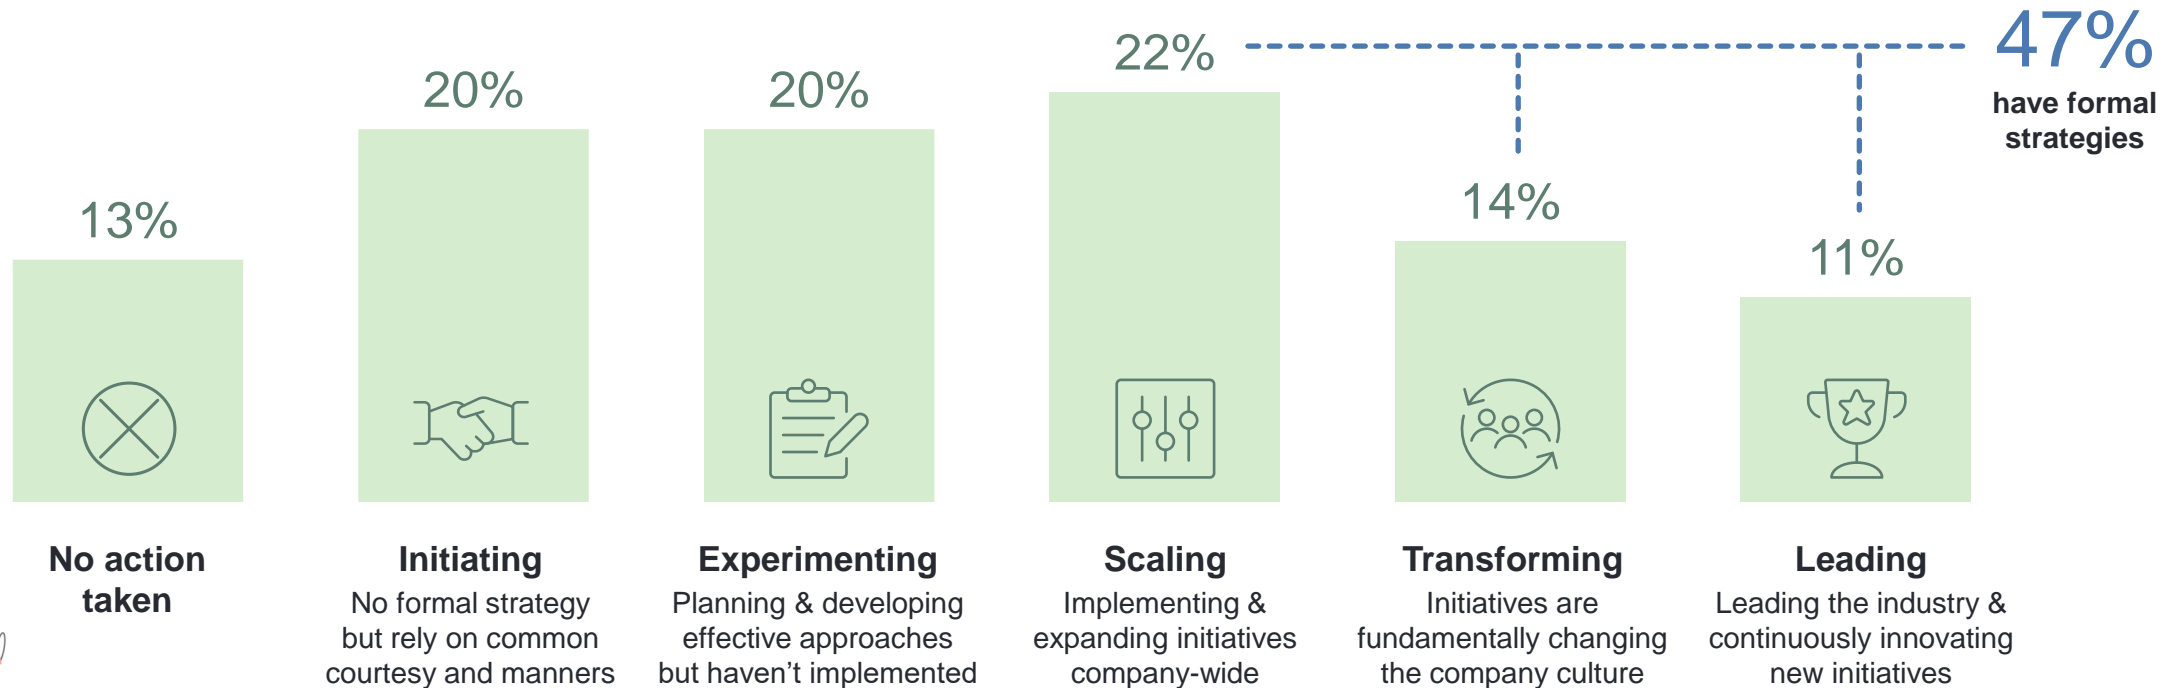 13%
No action
taken
20%
Initiating
No formal strategy
but rely on common
courtesy and manners
20%
Experimenting
Planning & developing
effective approaches
but haven’t implemented
22%
Scaling
Implementing &
expanding initiatives
company-wide
14%
Transforming
Initiatives are
fundamentally changing
the company culture
11%
Leading
Leading the industry &
continuously innovating
new initiatives
47%
have formal
strategies